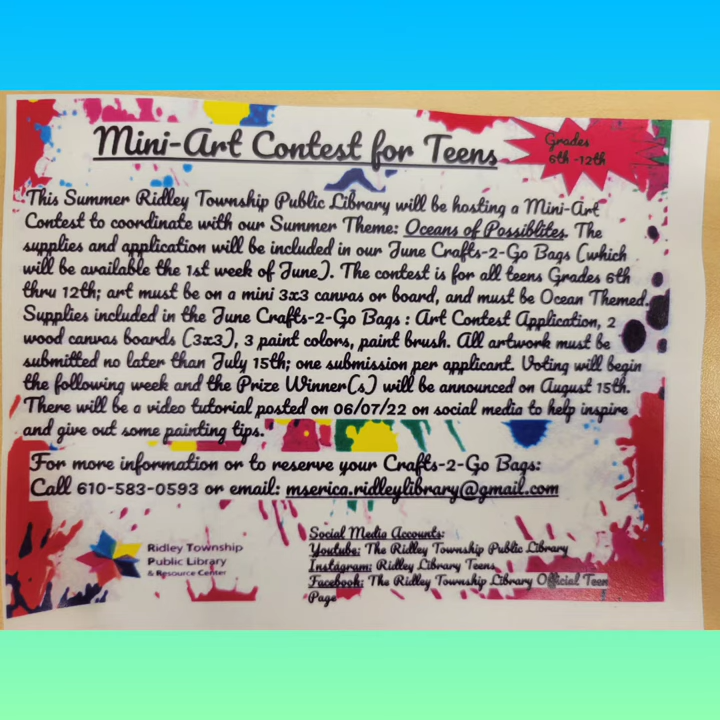 Mini-Art Contest for Teens
Grades
6th -12th
This Summer Ridley Township Public Library will be hosting a Mini-Art
Contest to coordinate with our Summer Theme: Oceans of Possiblites. The
supplies and application will be included in our June Crafts-2-Go Bags (which
will be available the 1st week of June). The contest is for all teens Grades 6th
thru 12th; art must be on a mini 3x3 canvas or board, and must be Ocean Themed.
Supplies included in the June Crafts-2-Go Bags : Art Contest Application, 2
wood canvas boards (3x3), 3 paint colors, paint brush. All artwork must be
submitted no later than July 15th; one submission per applicant. Voting will begin
the following week and the Prize Winner(s) will be announced on August 15th.
There will be a video tutorial posted on 06/07/22 on social media to help inspire
and give out some painting tips.
For more information or to reserve your Crafts-2-Go Bags:
Call 610-583-0593 or email: mserica.ridleylibrary@gmail.com
Ridley Township
Public Library
& Resource Center
Social Media Accounts:
Youtube: The Ridley Township Public Library
Instagram: Ridley Library Teens
Facebook: The Ridley Township Library Official Teen
Page